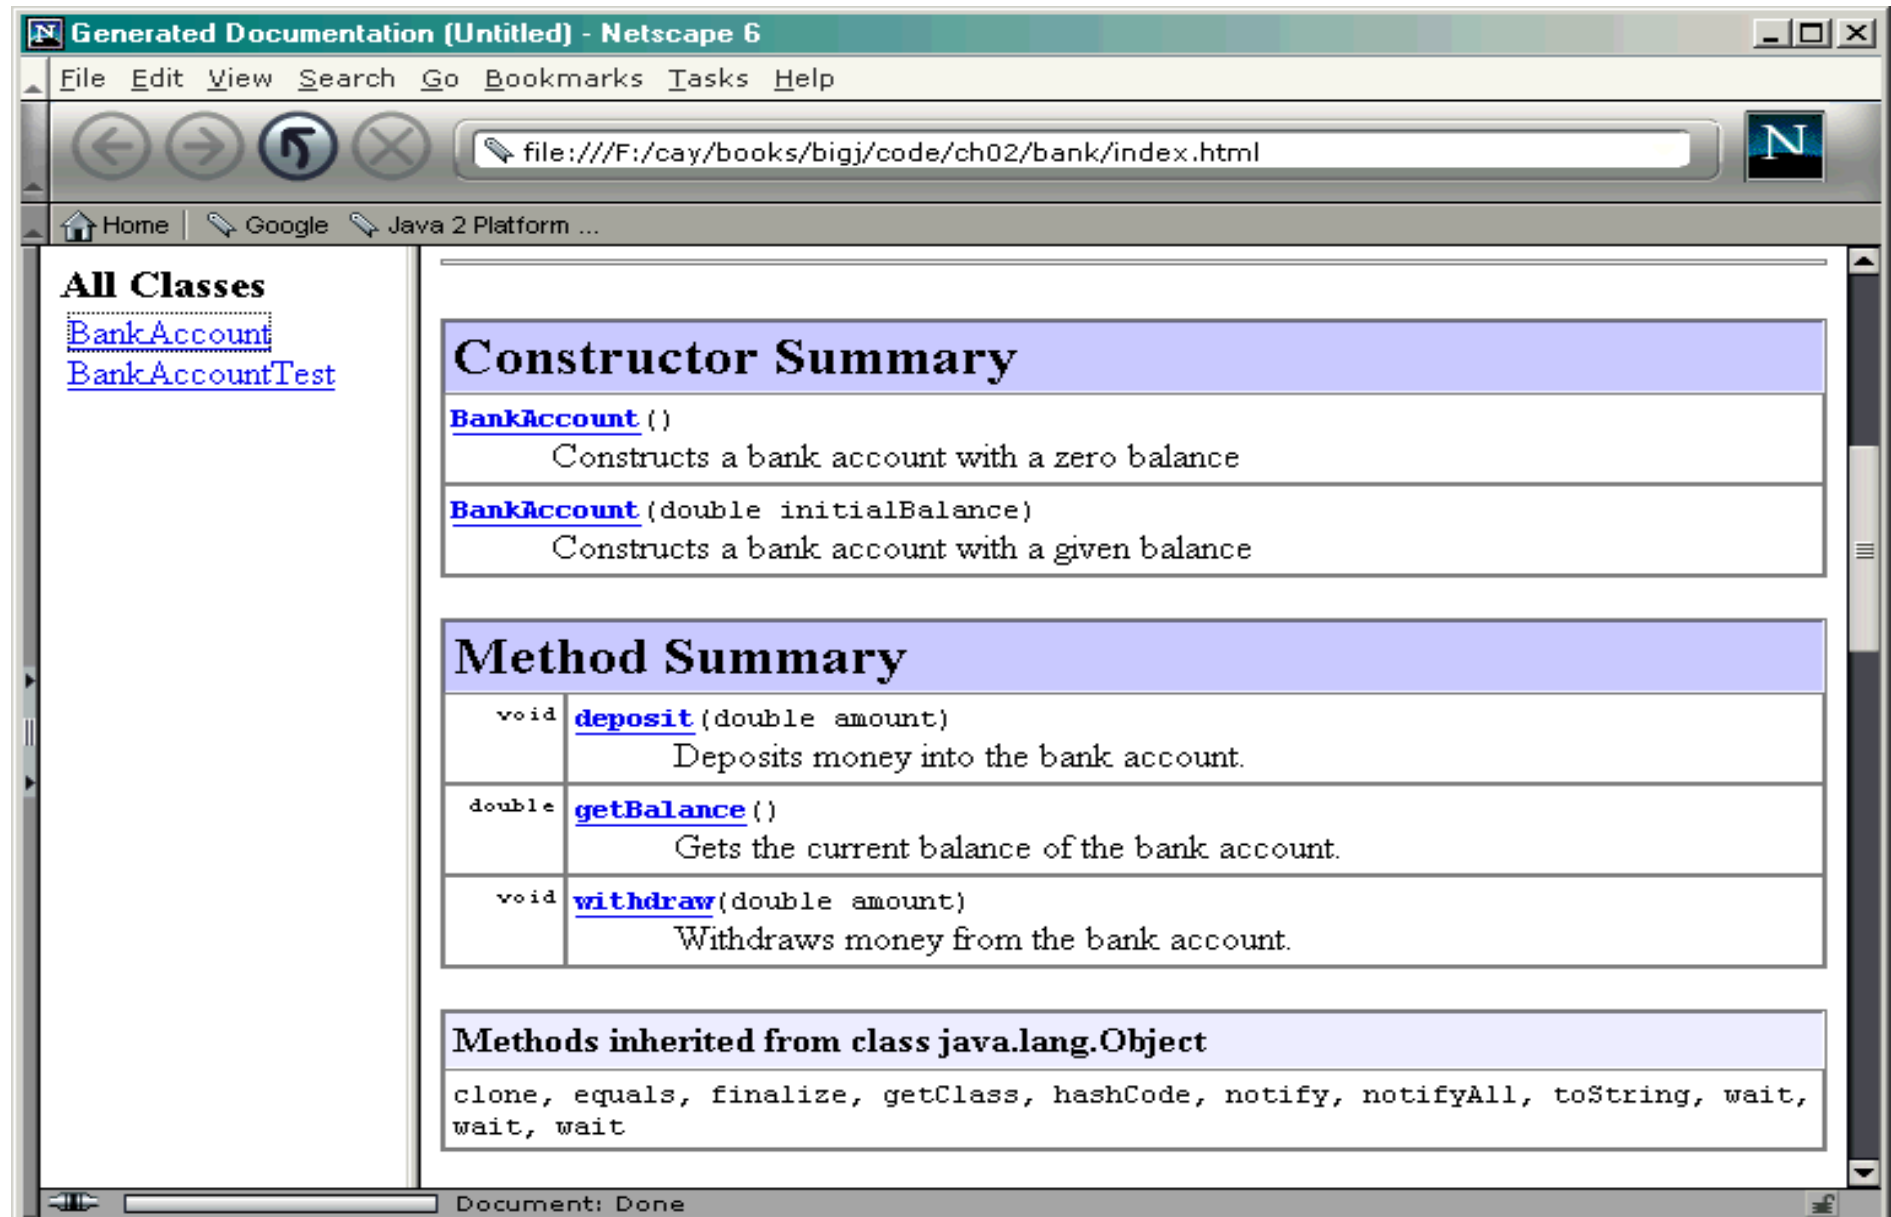 N Generated Documentation (Untitled) - Netscape 6
File Edit View Search Go Bookmarks Tasks Help
file:///F:/cay/books/bigj/code/ch02/bank/index.html
N
Home Google Java 2 Platform ...
All Classes
BankAccount
BankAccountTest
Constructor Summary
BankAccount()
Constructs a bank account with a zero balance
BankAccount(double initialBalance)
Constructs a bank account with a given balance
Method Summary
void deposit(double amount)
Deposits money into the bank account.
double getBalance()
Gets the current balance of the bank account.
void withdraw(double amount)
Withdraws money from the bank account.
Methods inherited from class java.lang.Object
clone, equals, finalize, getClass, hashCode, notify, notifyAll, toString, wait,
wait, wait
Document: Done